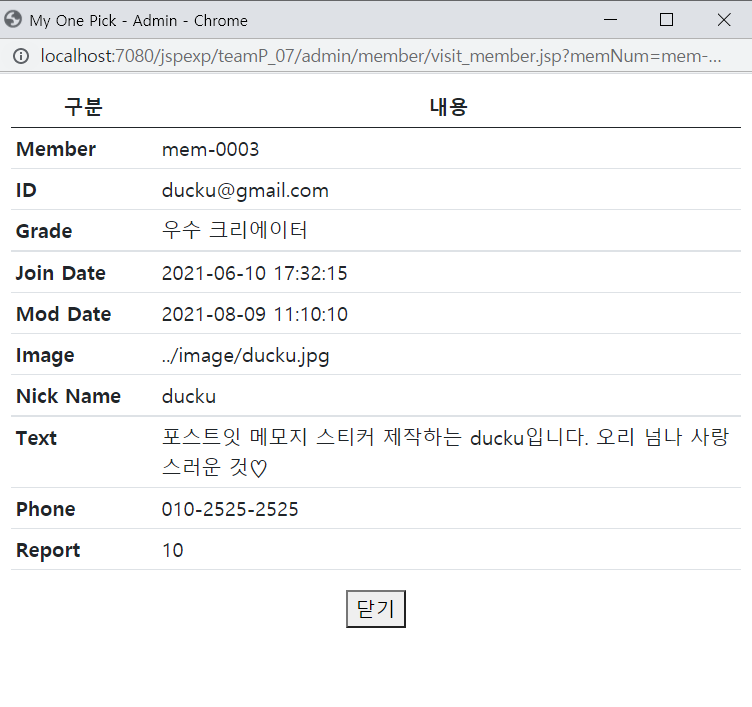 My One Pick - Admin - Chrome
localhost:7080/jspexp/teamP_07/admin/member/visit_member.jsp?memNum=mem-...
구분 내용
Member mem-0003
ID ducku@gmail.com
Grade 우수 크리에이터
Join Date 2021-06-10 17:32:15
Mod Date 2021-08-09 11:10:10
Image ../image/ducku.jpg
Nick Name ducku
Text 포스트잇 메모지 스티커 제작하는 ducku입니다. 오리 넘나 사랑
스러운 것♡
Phone 010-2525-2525
Report 10
닫기